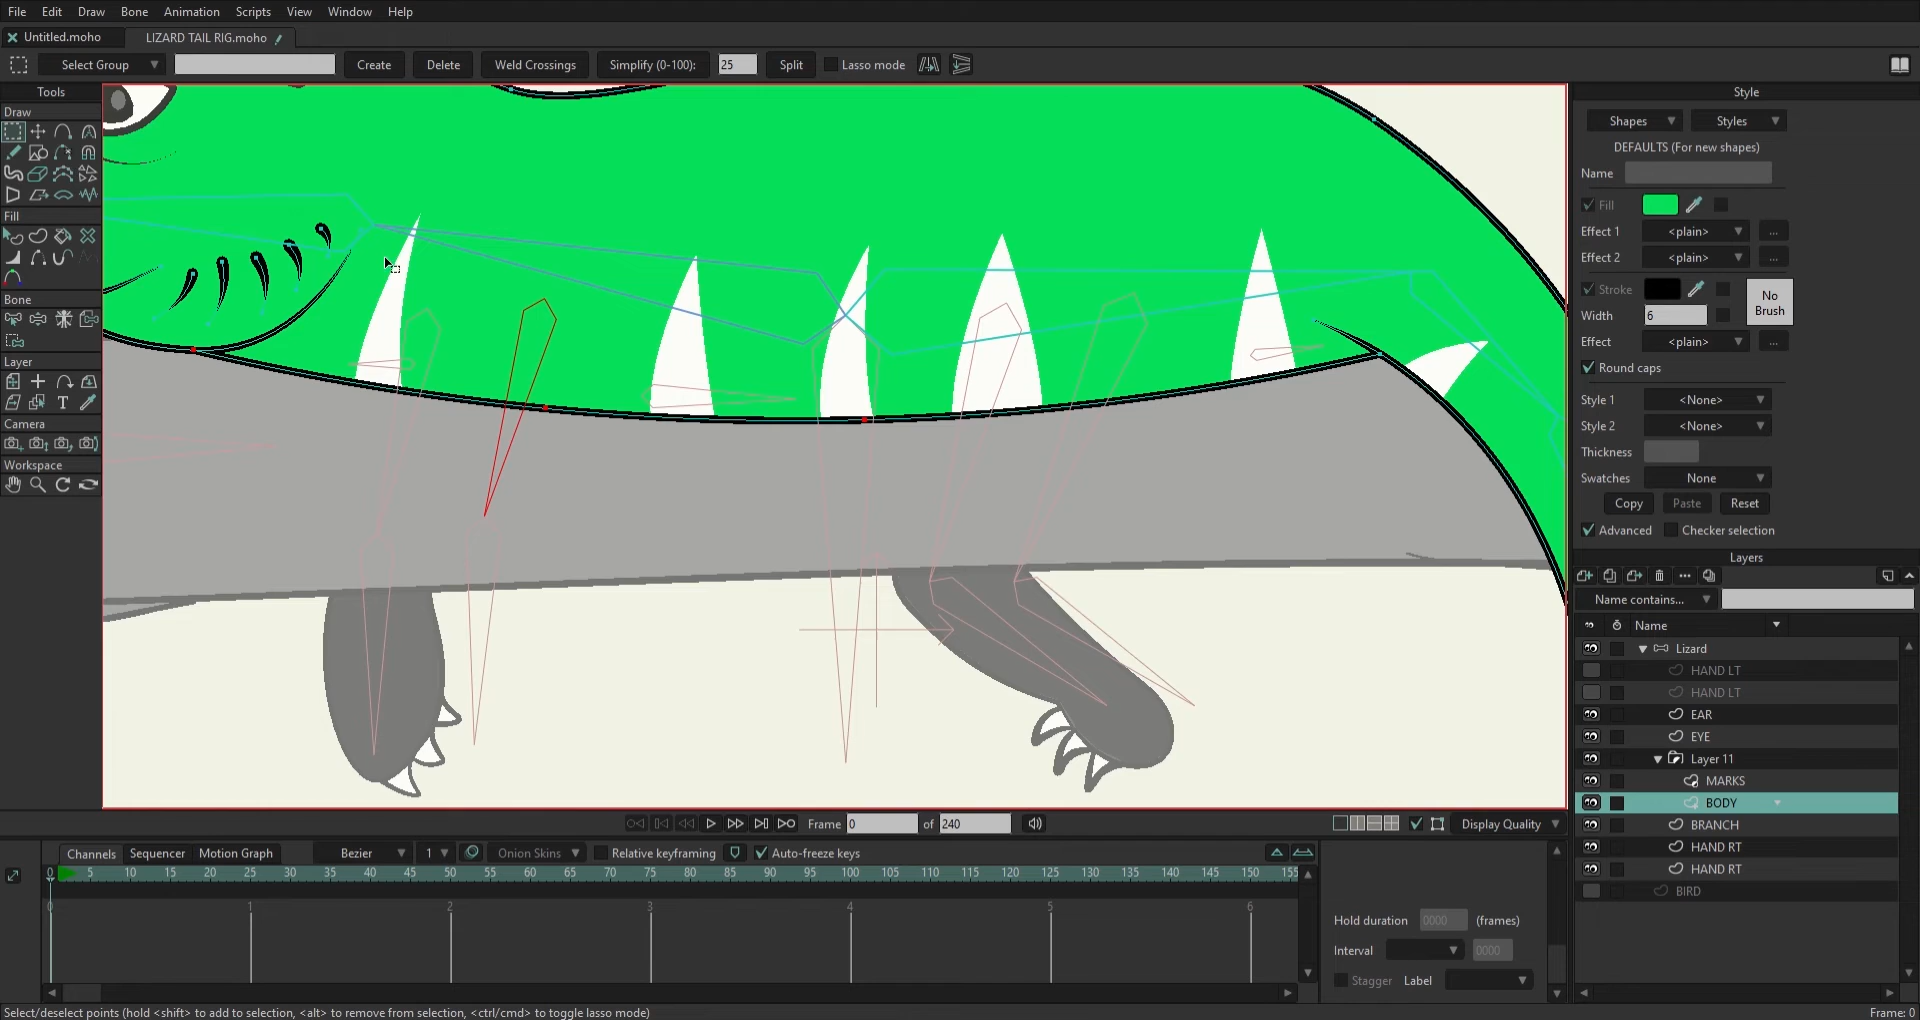 File Edit Draw Bone Animation Scripts View Window Help
Untitled.moho LIZARD TAIL RIG.moho
Select Group Create Delete Weld Crossings Simplify (0-100): 25 Split Lasso mode
Tools
Draw
Fill
Bone
Layer
Camera
Workspace
Style
Shapes Styles
DEFAULTS (For new shapes)
Name
Fill
Effect 1 <plain> ...
Effect 2 <plain> ...
Stroke
No
Brush
Width 6
Effect <plain> ...
Round caps
Style 1 <None>
Style 2 <None>
Thickness
Swatches None
Copy Paste Reset
Advanced Checker selection
Layers
Name contains...
Name
Lizard
HAND LT
HAND LT
EAR
EYE
Layer 11
MARKS
BODY
BRANCH
HAND RT
HAND RT
BIRD
Frame 0 of 240 Display Quality
Channels Sequencer Motion Graph Bezier 1 Onion Skins Relative keyframing Auto-freeze keys
0 5 10 15 20 25 30 35 40 45 50 55 60 65 70 75 80 85 90 95 100 105 110 115 120 125 130 135 140 145 150 155
0 1 2 3 4 5 6
Hold duration 0000 (frames)
Interval 0000
Stagger Label
Select/deselect points (hold <shift> to add to selection, <alt> to remove from selection, <ctrl/cmd> to toggle lasso mode) Frame: 0